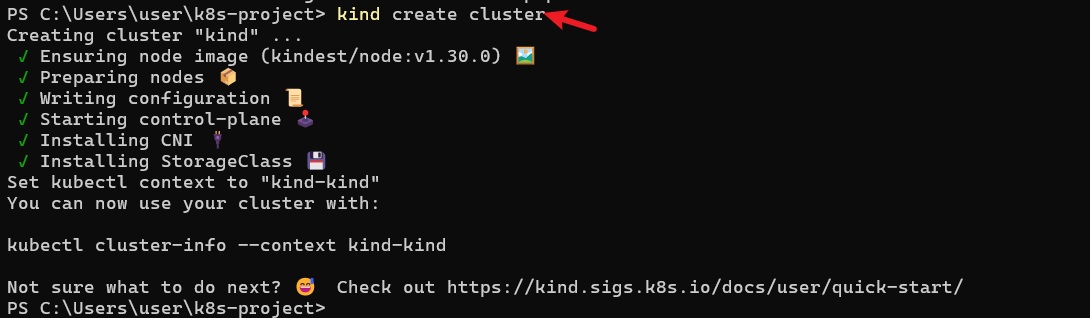 PS C:\Users\user\k8s-project> kind create cluster
Creating cluster "kind" ...
✓ Ensuring node image (kindest/node:v1.30.0) 🖼️
✓ Preparing nodes 📦
✓ Writing configuration 📜
✓ Starting control-plane 🕹️
✓ Installing CNI 🔌
✓ Installing StorageClass 💾
Set kubectl context to "kind-kind"
You can now use your cluster with:
kubectl cluster-info --context kind-kind
Not sure what to do next? 😅 Check out https://kind.sigs.k8s.io/docs/user/quick-start/
PS C:\Users\user\k8s-project>